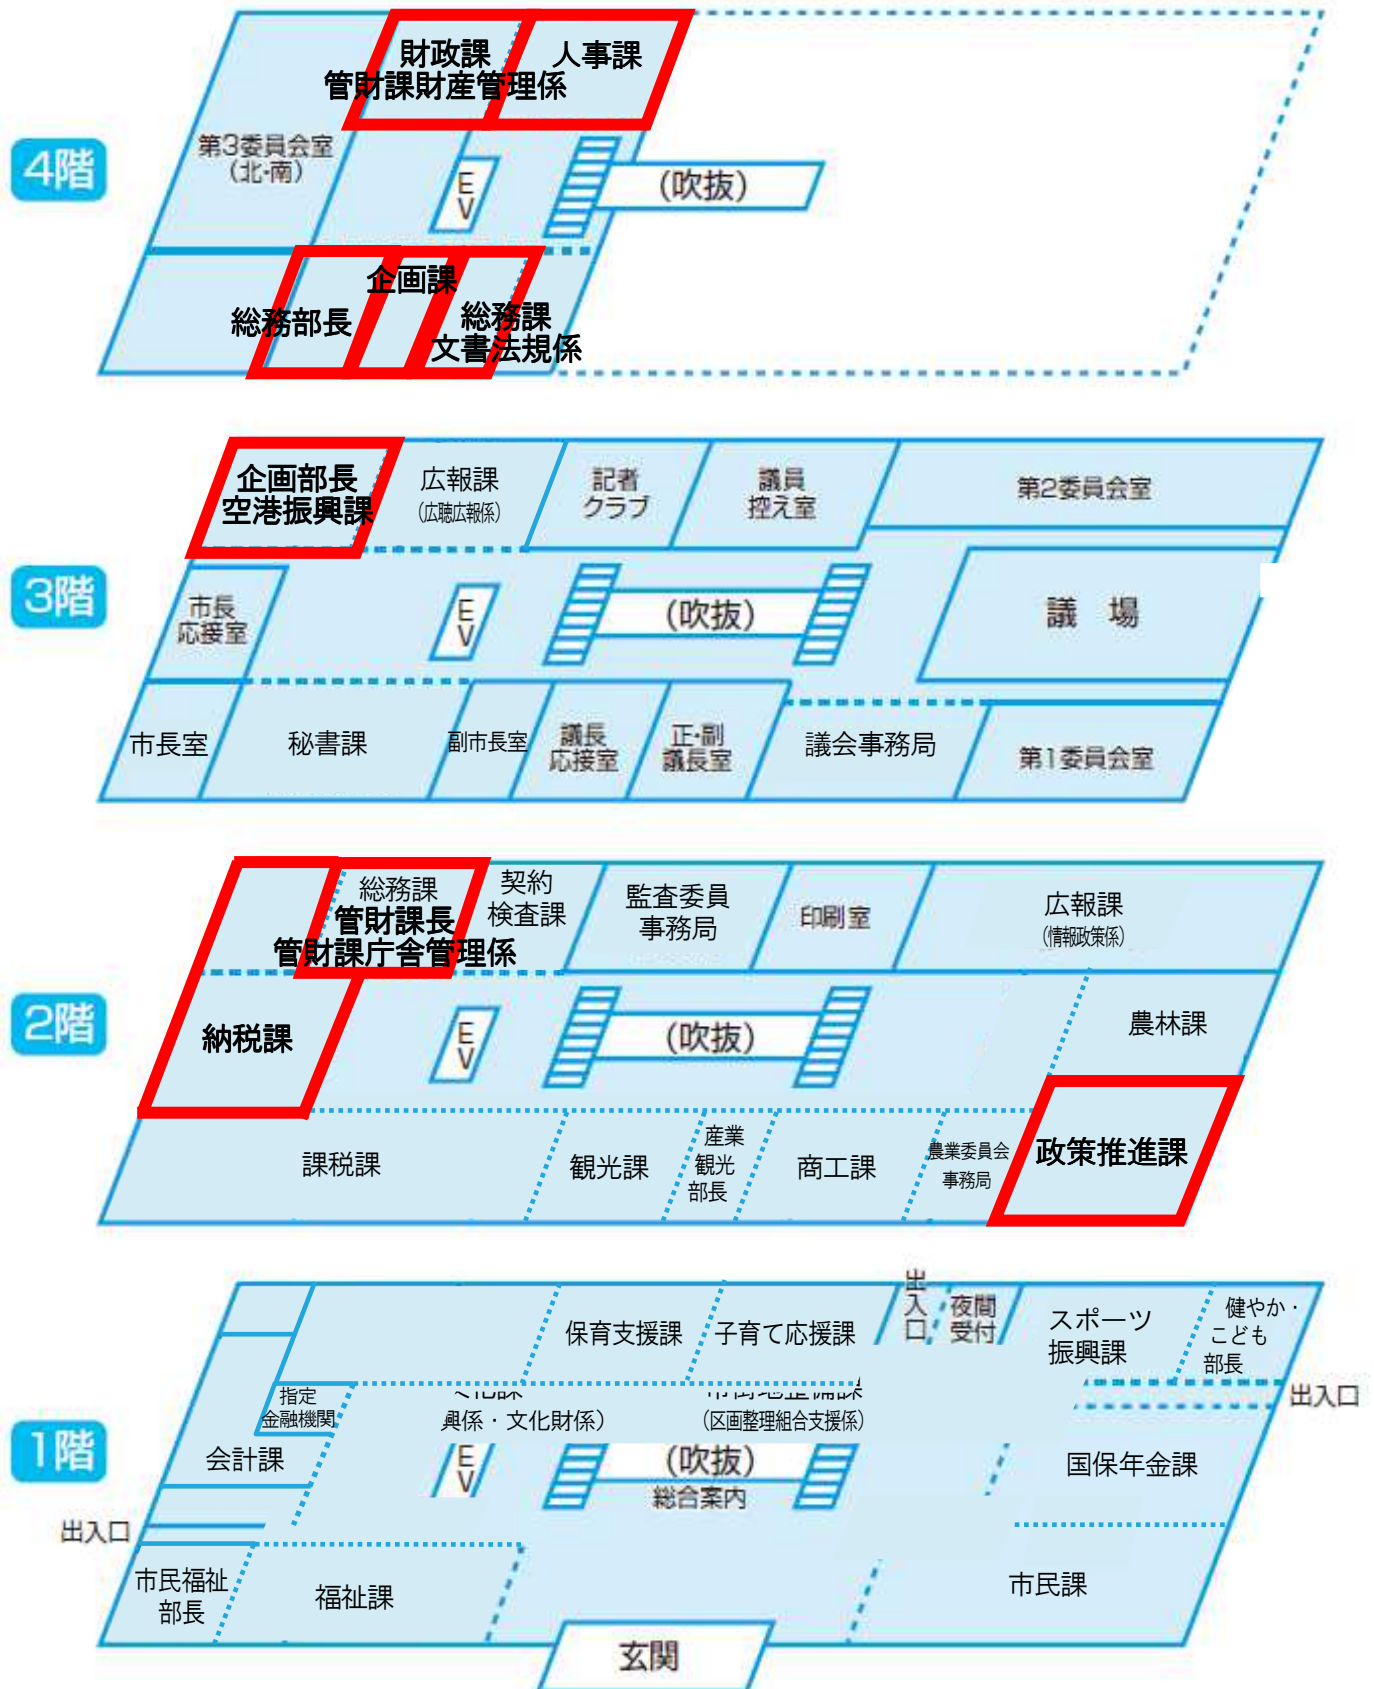 財政課
管財課財産管理係
人事課
第3委員会室
（北・南）
4階
EV
（吹抜）
企画課
総務部長
総務課
文書法規係
企画部長
空港振興課
広報課
（広聴広報係）
記者
クラブ
議員
控え室
第2委員会室
3階
市長
応接室
EV
（吹抜）
議　場
市長室
秘書課
副市長室
議長
応接室
正・副
議長室
議会事務局
第1委員会室
総務課
管財課長
管財課庁舎管理係
契約
検査課
監査委員
事務局
印刷室
広報課
（情報政策係）
2階
納税課
EV
（吹抜）
農林課
課税課
観光課
産業
観光
部長
商工課
農業委員会
事務局
政策推進課
保育支援課
子育て応援課
出入口
夜間
受付
スポーツ
振興課
健やか・
こども
部長
出入口
指定
金融機関
化課
興係・文化財係）
市街地整備課
（区画整理組合支援係）
1階
会計課
EV
（吹抜）
総合案内
国保年金課
出入口
市民福祉
部長
福祉課
市民課
玄関